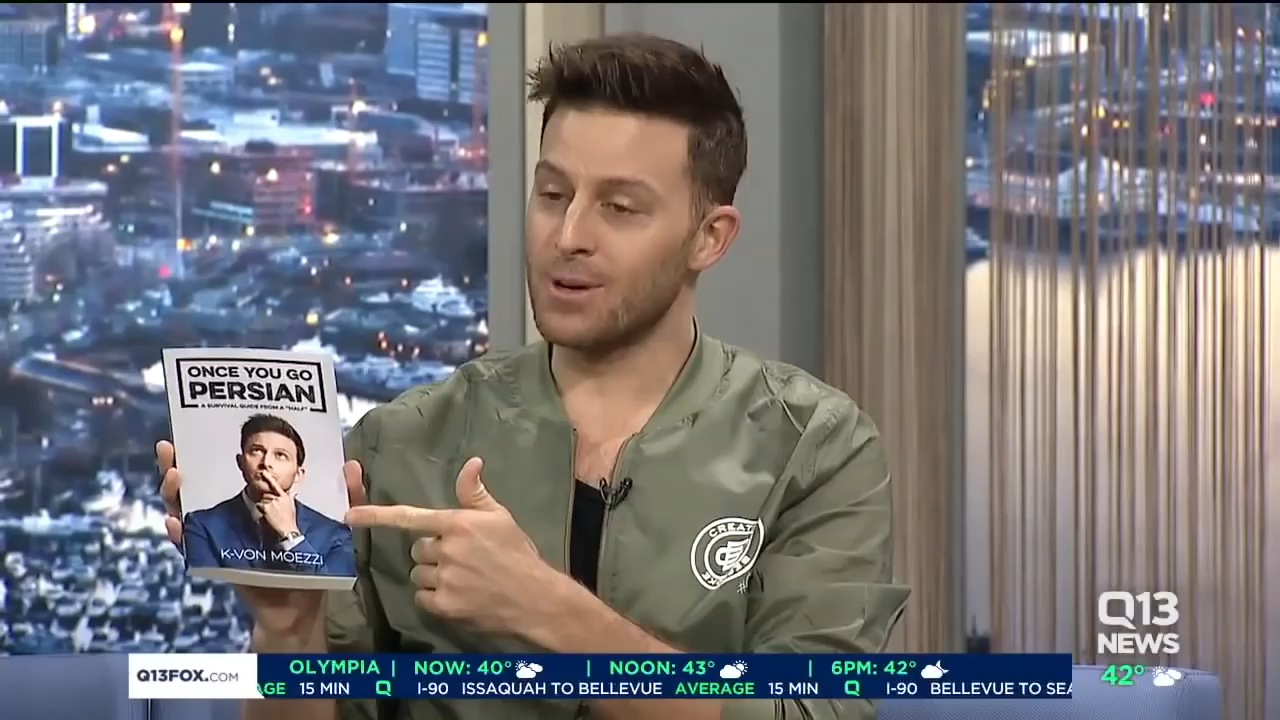 ONCE YOU GO
PERSIAN
A SURVIVAL GUIDE FROM A "HALF"
K-VON MOEZZI
CREAT
Q13
NEWS
42°
Q13FOX.COM
OLYMPIA | NOW: 40° | NOON: 43° | 6PM: 42°
AGE 15 MIN Q I-90 ISSAQUAH TO BELLEVUE AVERAGE 15 MIN Q I-90 BELLEVUE TO SEA